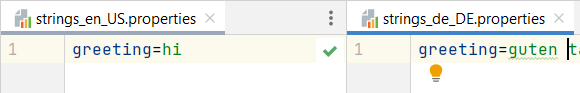 strings_en_US.properties
1 greeting=hi
strings_de_DE.properties
1 greeting=guten